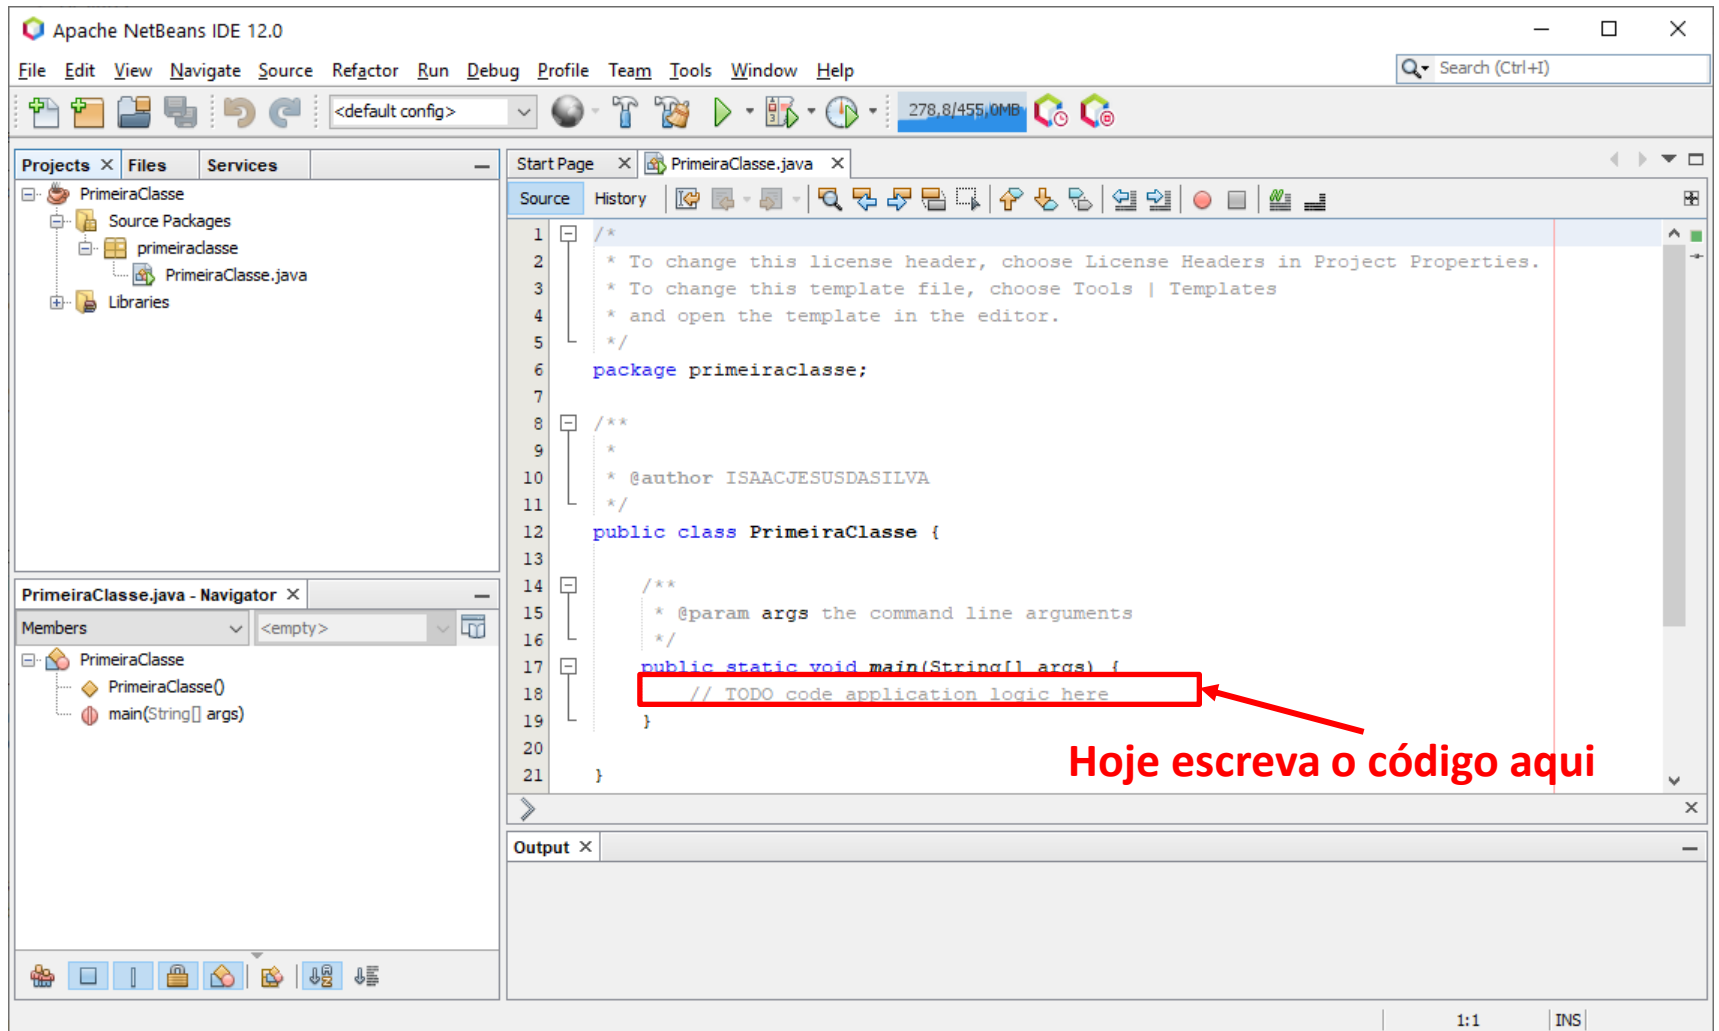 Apache NetBeans IDE 12.0
File Edit View Navigate Source Refactor Run Debug Profile Team Tools Window Help
Search (Ctrl+I)
<default config>
278,8/455,0MB
Projects Files Services
PrimeiraClasse
Source Packages
primeiraclasse
PrimeiraClasse.java
Libraries
PrimeiraClasse.java - Navigator
Members <empty>
PrimeiraClasse
PrimeiraClasse()
main(String[] args)
Start Page PrimeiraClasse.java
Source History
1 /*
2 * To change this license header, choose License Headers in Project Properties.
3 * To change this template file, choose Tools | Templates
4 * and open the template in the editor.
5 */
6 package primeiraclasse;
7
8 /**
9 *
10 * @author ISAACJESUSDASILVA
11 */
12 public class PrimeiraClasse {
13
14 /**
15 * @param args the command line arguments
16 */
17 public static void main(String[] args) {
18 // TODO code application logic here
19 }
20
21 }
Hoje escreva o código aqui
Output
1:1 INS